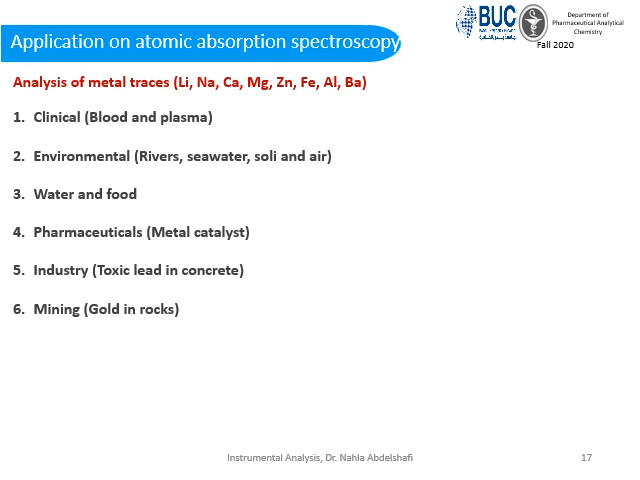 BUC
Department of
Pharmaceutical Analytical
Chemistry
Fall 2020
Application on atomic absorption spectroscopy
Analysis of metal traces (Li, Na, Ca, Mg, Zn, Fe, Al, Ba)
1. Clinical (Blood and plasma)
2. Environmental (Rivers, seawater, soli and air)
3. Water and food
4. Pharmaceuticals (Metal catalyst)
5. Industry (Toxic lead in concrete)
6. Mining (Gold in rocks)
Instrumental Analysis, Dr. Nahla Abdelshafi
17